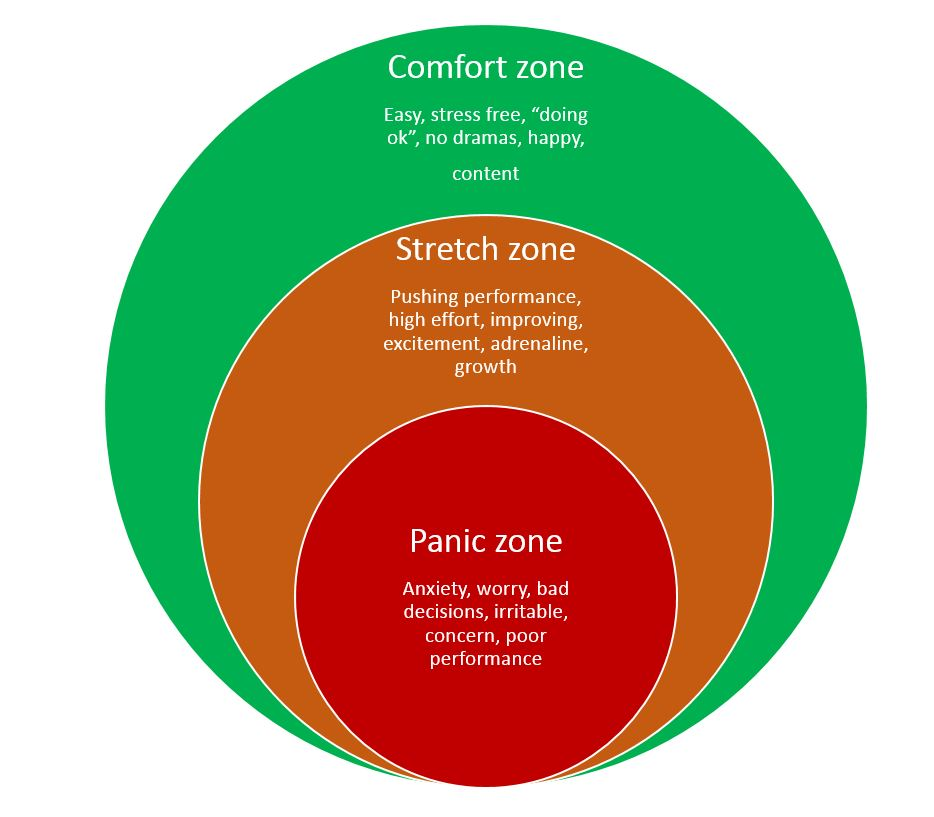 Comfort zone
Easy, stress free, “doing
ok”, no dramas, happy,
content
Stretch zone
Pushing performance,
high effort, improving,
excitement, adrenaline,
growth
Panic zone
Anxiety, worry, bad
decisions, irritable,
concern, poor
performance